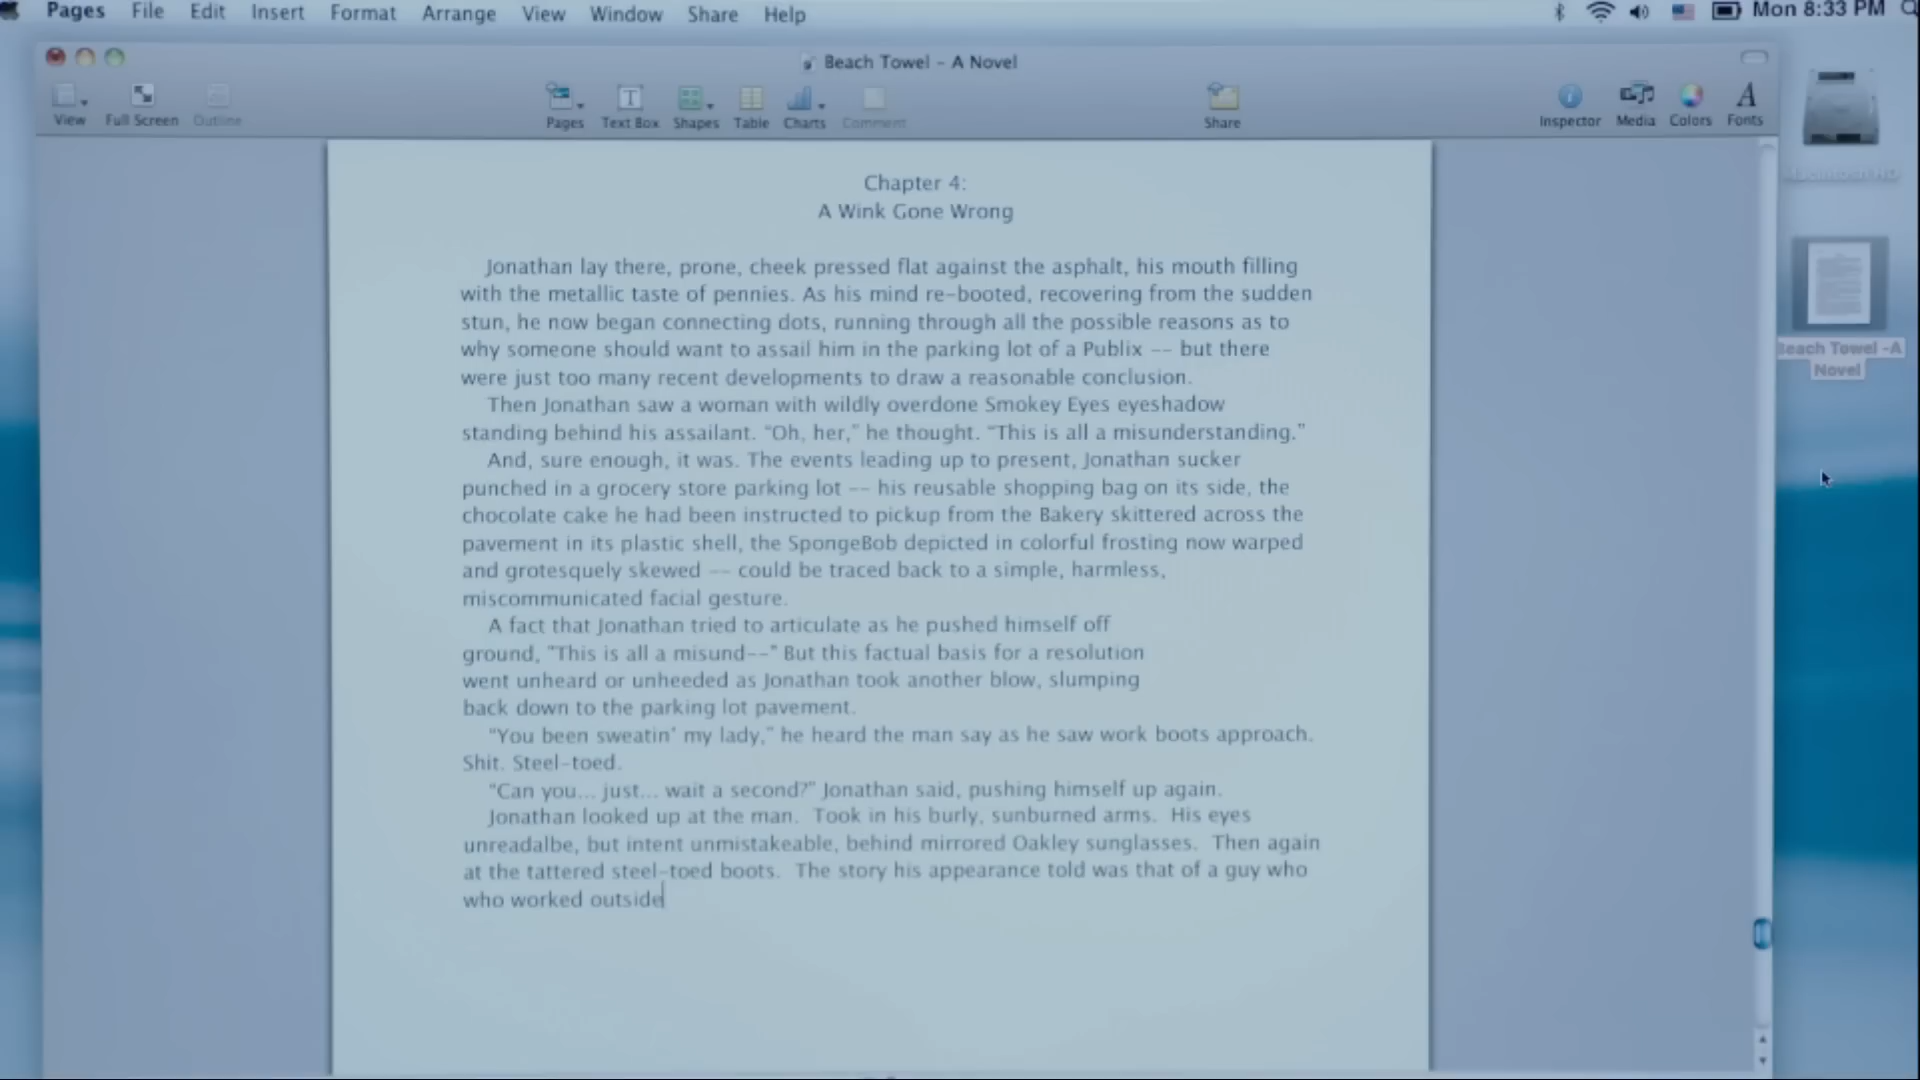 Pages File Edit Insert Format Arrange View Window Share Help Mon 8:33 PM
Beach Towel - A Novel
View Full Screen Outline Pages Text Box Shapes Table Charts Comment Share Inspector Media Colors Fonts
Macintosh HD
Beach Towel -A
Novel
Chapter 4:
A Wink Gone Wrong
Jonathan lay there, prone, cheek pressed flat against the asphalt, his mouth filling
with the metallic taste of pennies. As his mind re-booted, recovering from the sudden
stun, he now began connecting dots, running through all the possible reasons as to
why someone should want to assail him in the parking lot of a Publix -- but there
were just too many recent developments to draw a reasonable conclusion.
Then Jonathan saw a woman with wildly overdone Smokey Eyes eyeshadow
standing behind his assailant. "Oh, her," he thought. "This is all a misunderstanding."
And, sure enough, it was. The events leading up to present, Jonathan sucker
punched in a grocery store parking lot -- his reusable shopping bag on its side, the
chocolate cake he had been instructed to pickup from the Bakery skittered across the
pavement in its plastic shell, the SpongeBob depicted in colorful frosting now warped
and grotesquely skewed -- could be traced back to a simple, harmless,
miscommunicated facial gesture.
A fact that Jonathan tried to articulate as he pushed himself off
ground, "This is all a misund--" But this factual basis for a resolution
went unheard or unheeded as Jonathan took another blow, slumping
back down to the parking lot pavement.
"You been sweatin' my lady," he heard the man say as he saw work boots approach.
Shit. Steel-toed.
"Can you... just... wait a second?" Jonathan said, pushing himself up again.
Jonathan looked up at the man. Took in his burly, sunburned arms. His eyes
unreadalbe, but intent unmistakeable, behind mirrored Oakley sunglasses. Then again
at the tattered steel-toed boots. The story his appearance told was that of a guy who
who worked outside